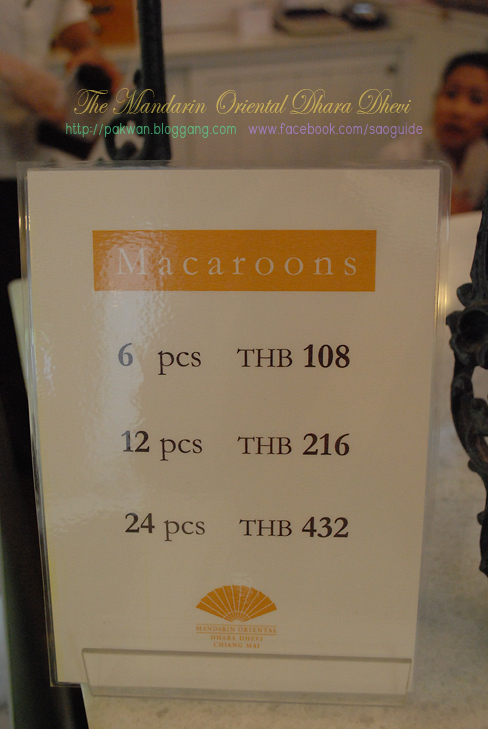 The Mandarin Oriental Dhara Dhevi
http://pakwan.bloggang.com www.facebook.com/saoguide
Macaroons
6 pcs THB 108
12 pcs THB 216
24 pcs THB 432
MANDARIN ORIENTAL
DHARA DHEVI
CHIANG MAI